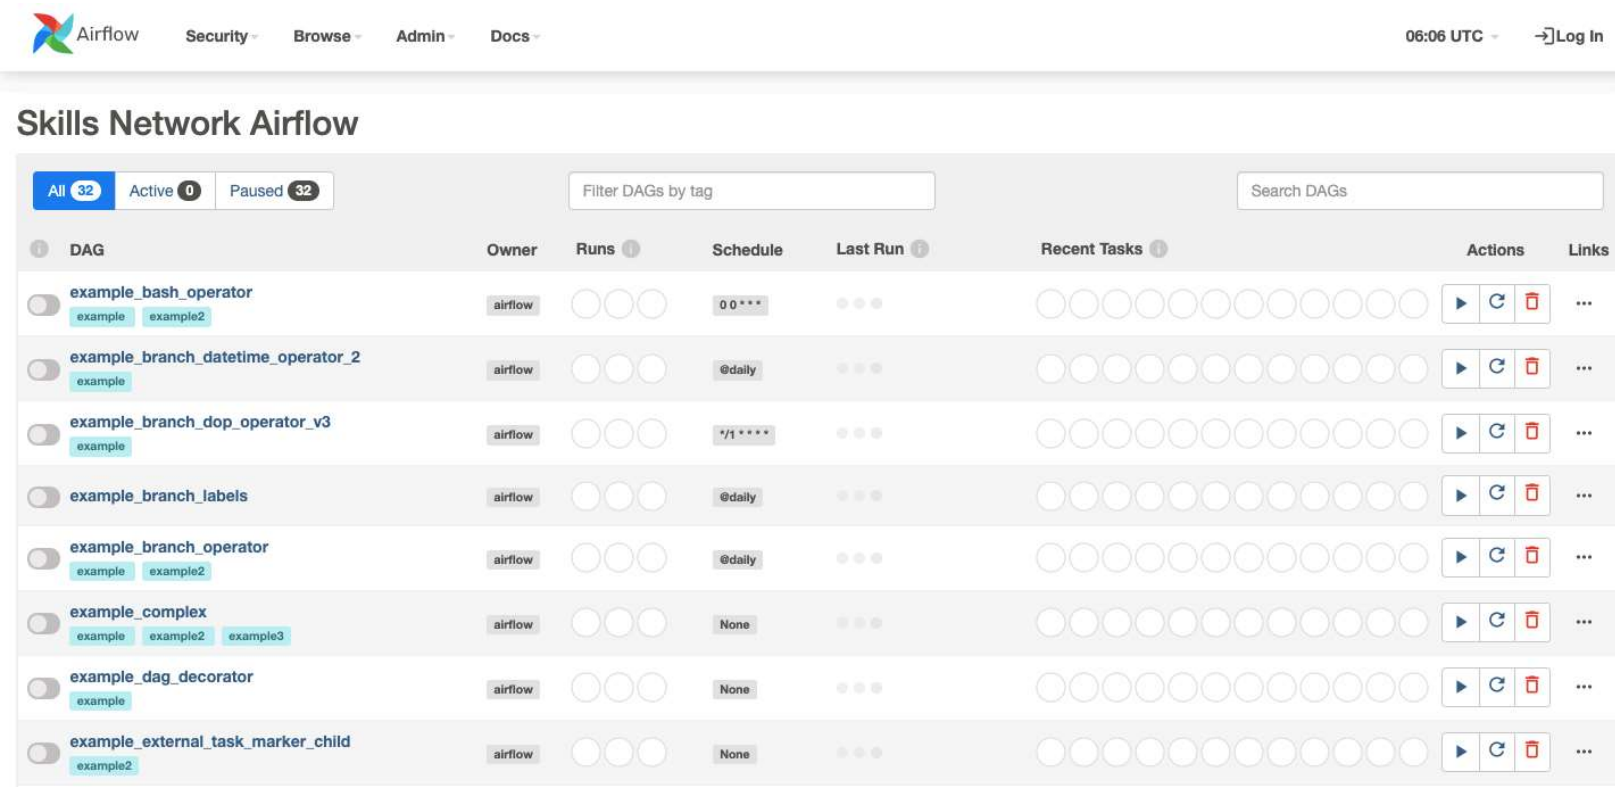 Airflow Security Browse Admin Docs 06:06 UTC Log In
Skills Network Airflow
All 32 Active 0 Paused 32 Filter DAGs by tag Search DAGs
DAG Owner Runs Schedule Last Run Recent Tasks Actions Links
example_bash_operator
example example2 airflow 0 0 * * *
example_branch_datetime_operator_2
example airflow @daily
example_branch_dop_operator_v3
example airflow */1 * * * *
example_branch_labels airflow @daily
example_branch_operator
example example2 airflow @daily
example_complex
example example2 example3 airflow None
example_dag_decorator
example airflow None
example_external_task_marker_child
example2 airflow None